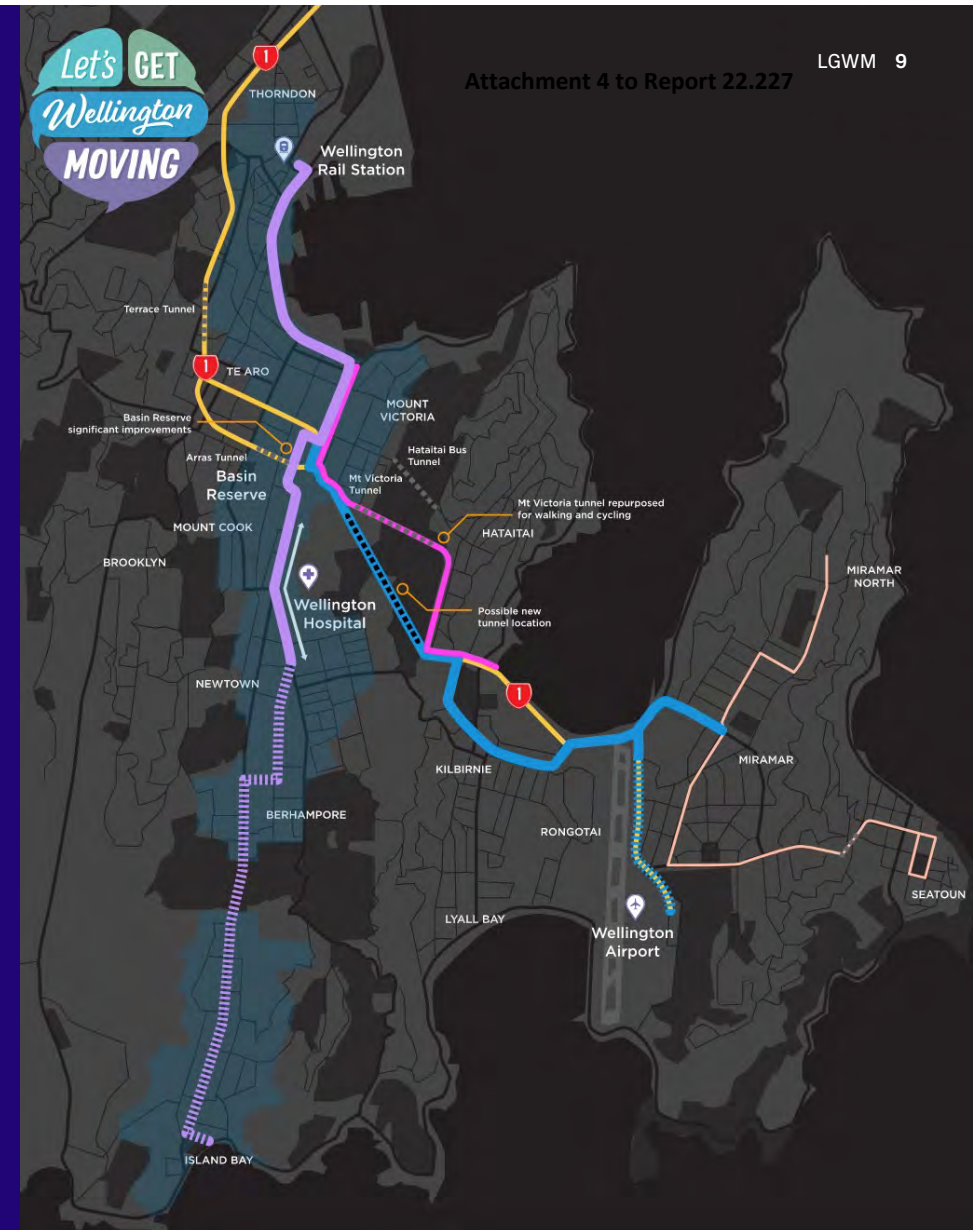 Let's GET
Wellington
MOVING
LGWM 9
Attachment 4 to Report 22.227
1
THORNDON
Wellington
Rail Station
Terrace Tunnel
1
TE ARO
MOUNT
VICTORIA
Basin Reserve
significant improvements
Hataitai Bus
Tunnel
Arras Tunnel
Basin
Reserve
Mt Victoria
Tunnel
Mt Victoria tunnel repurposed
for walking and cycling
MOUNT COOK
HATAITAI
BROOKLYN
MIRAMAR
NORTH
Wellington
Hospital
Possible new
tunnel location
NEWTOWN
1
KILBIRNIE
MIRAMAR
BERHAMPORE
RONGOTAI
SEATOUN
LYALL BAY
Wellington
Airport
ISLAND BAY